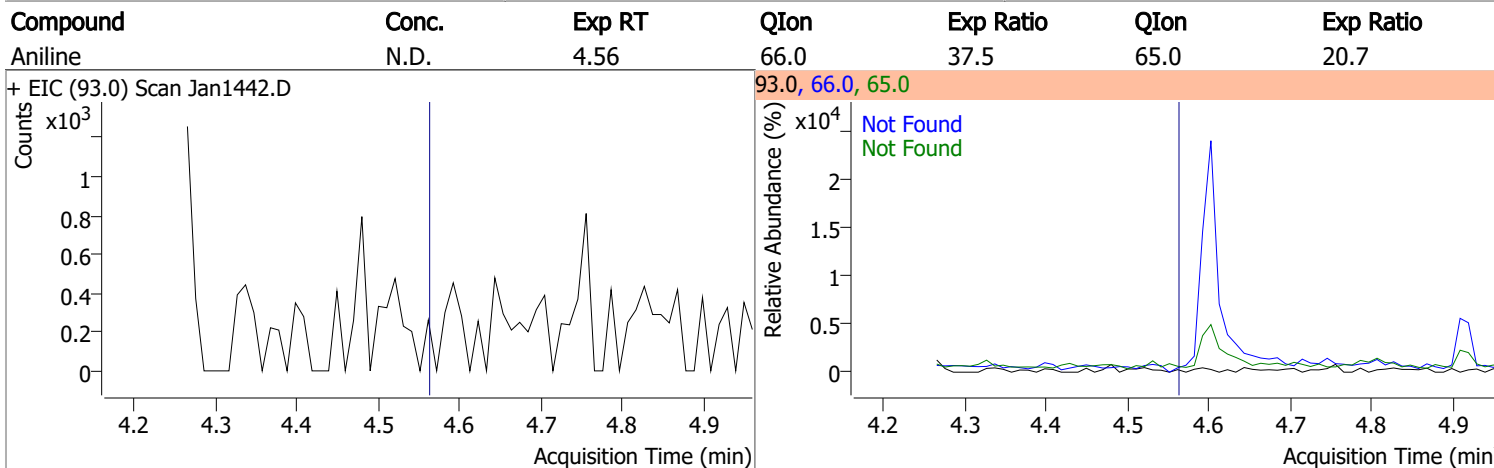 Compound Conc. Exp RT QIon Exp Ratio QIon Exp Ratio
Aniline N.D. 4.56 66.0 37.5 65.0 20.7
+ EIC (93.0) Scan Jan1442.D
Counts
x10³
1
0.8
0.6
0.4
0.2
0
4.2 4.3 4.4 4.5 4.6 4.7 4.8 4.9
Acquisition Time (min)
93.0, 66.0, 65.0
Relative Abundance (%)
x10⁴
Not Found
Not Found
2
1.5
1
0.5
0
4.2 4.3 4.4 4.5 4.6 4.7 4.8 4.9
Acquisition Time (min